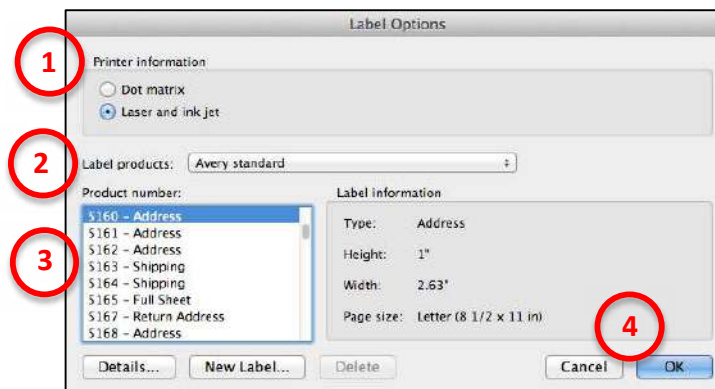 Label Options
1
Printer information
Dot matrix
Laser and ink jet
2
Label products: Avery standard
Product number:
5160 – Address
5161 – Address
5162 – Address
5163 – Shipping
5164 – Shipping
5165 – Full Sheet
5167 – Return Address
5168 – Address
3
Label information
Type: Address
Height: 1"
Width: 2.63"
Page size: Letter (8 1/2 x 11 in)
4
Details...
New Label...
Delete
Cancel
OK